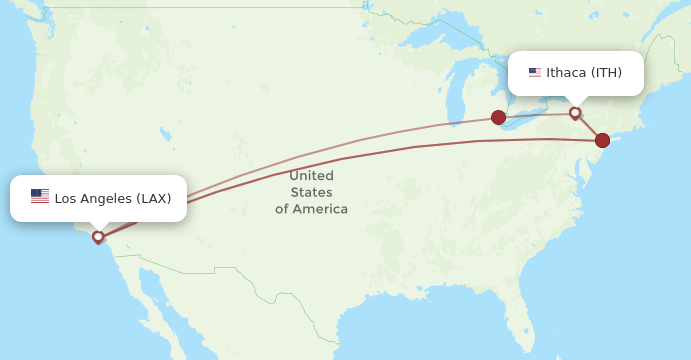 Ithaca (ITH)
United
States
of America
Los Angeles (LAX)